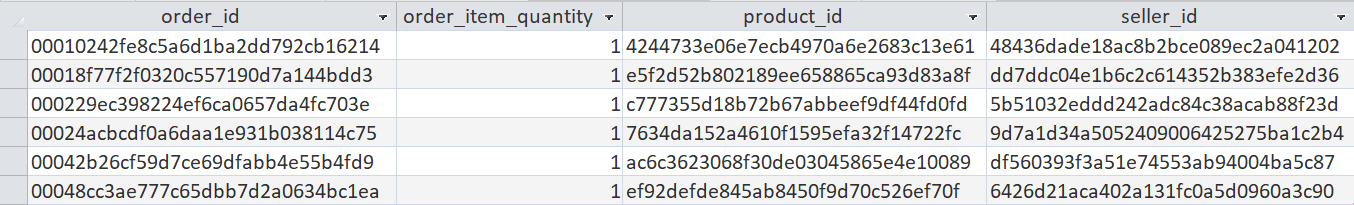 order_id order_item_quantity product_id seller_id
00010242fe8c5a6d1ba2dd792cb16214 1 4244733e06e7ecb4970a6e2683c13e61 48436dade18ac8b2bce089ec2a041202
00018f77f2f0320c557190d7a144bdd3 1 e5f2d52b802189ee658865ca93d83a8f dd7ddc04e1b6c2c614352b383efe2d36
000229ec398224ef6ca0657da4fc703e 1 c777355d18b72b67abbeef9df44fd0fd 5b51032eddd242adc84c38acab88f23d
00024acbcdf0a6daa1e931b038114c75 1 7634da152a4610f1595efa32f14722fc 9d7a1d34a5052409006425275ba1c2b4
00042b26cf59d7ce69dfabb4e55b4fd9 1 ac6c3623068f30de03045865e4e10089 df560393f3a51e74553ab94004ba5c87
00048cc3ae777c65dbb7d2a0634bc1ea 1 ef92defde845ab8450f9d70c526ef70f 6426d21aca402a131fc0a5d0960a3c90